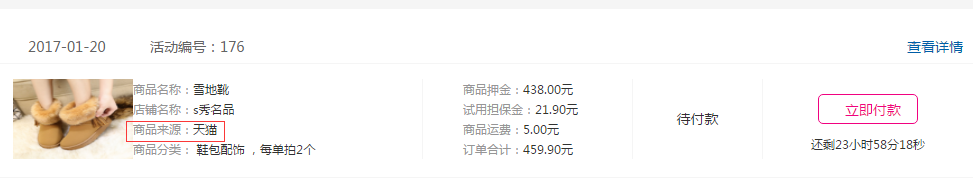 2017-01-20 活动编号：176 查看详情
商品名称：雪地靴
店铺名称：s秀名品
商品来源：天猫
商品分类： 鞋包配饰 ，每单拍2个
商品押金：438.00元
试用担保金：21.90元
商品运费：5.00元
订单合计：459.90元
待付款
立即付款
还剩23小时58分18秒